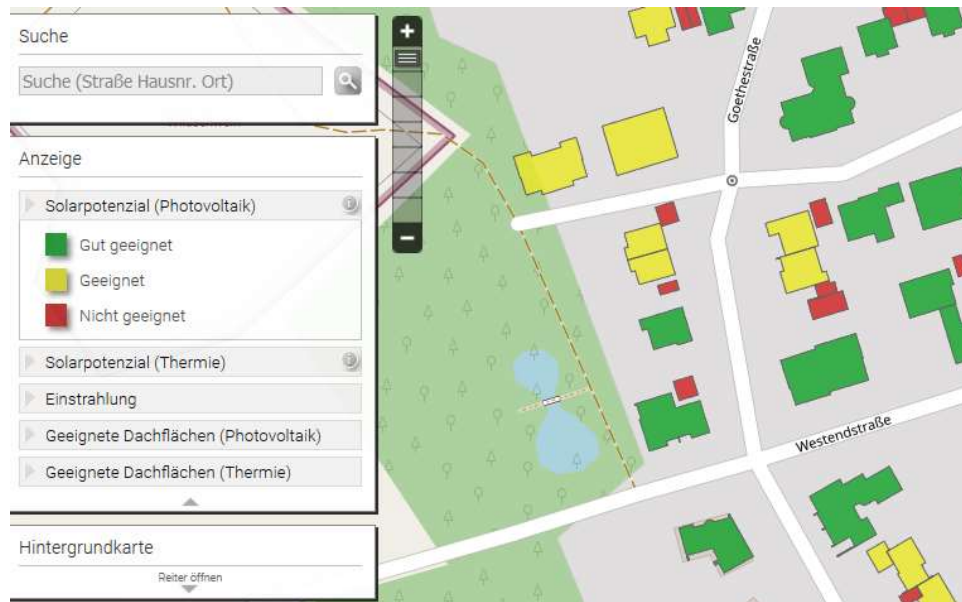 Suche
Suche (Straße Hausnr. Ort)
Anzeige
Solarpotenzial (Photovoltaik)
Gut geeignet
Geeignet
Nicht geeignet
Solarpotenzial (Thermie)
Einstrahlung
Geeignete Dachflächen (Photovoltaik)
Geeignete Dachflächen (Thermie)
Hintergrundkarte
Reiter öffnen
Goethestraße
Westendstraße